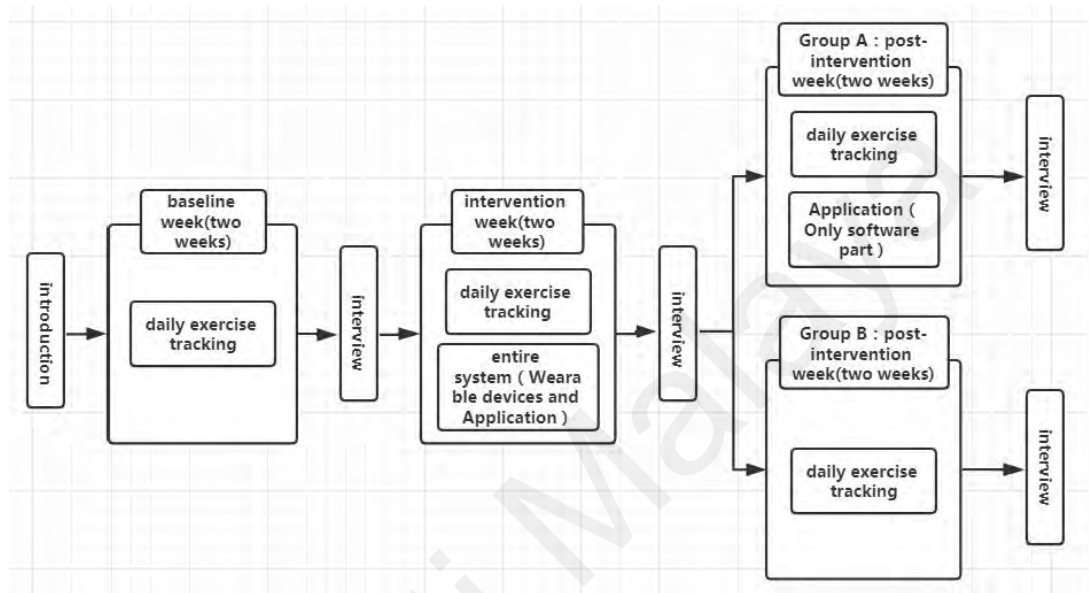 introduction
baseline
week(two
weeks)
daily exercise
tracking
interview
intervention
week(two
weeks)
daily exercise
tracking
entire
system ( Weara
ble devices and
Application )
interview
Group A : post-
intervention
week(two weeks)
daily exercise
tracking
Application (
Only software
part )
interview
Group B : post-
intervention
week(two weeks)
daily exercise
tracking
interview
i Malaya